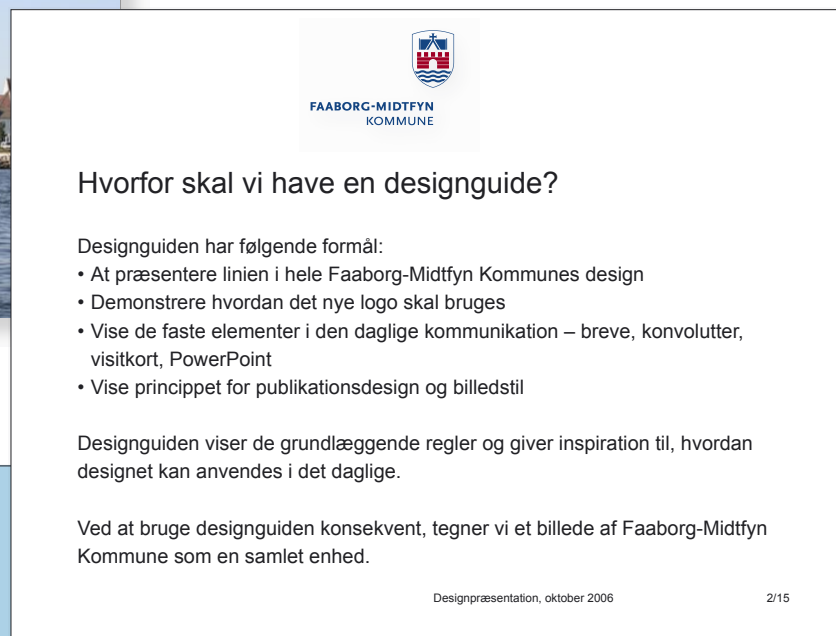 FAABORG-MIDTFYN
KOMMUNE
Hvorfor skal vi have en designguide?
Designguiden har følgende formål:
• At præsentere linien i hele Faaborg-Midtfyn Kommunes design
• Demonstrere hvordan det nye logo skal bruges
• Vise de faste elementer i den daglige kommunikation – breve, konvolutter,
visitkort, PowerPoint
• Vise princippet for publikationsdesign og billedstil
Designguiden viser de grundlæggende regler og giver inspiration til, hvordan
designet kan anvendes i det daglige.
Ved at bruge designguiden konsekvent, tegner vi et billede af Faaborg-Midtfyn
Kommune som en samlet enhed.
Designpræsentation, oktober 2006 2/15